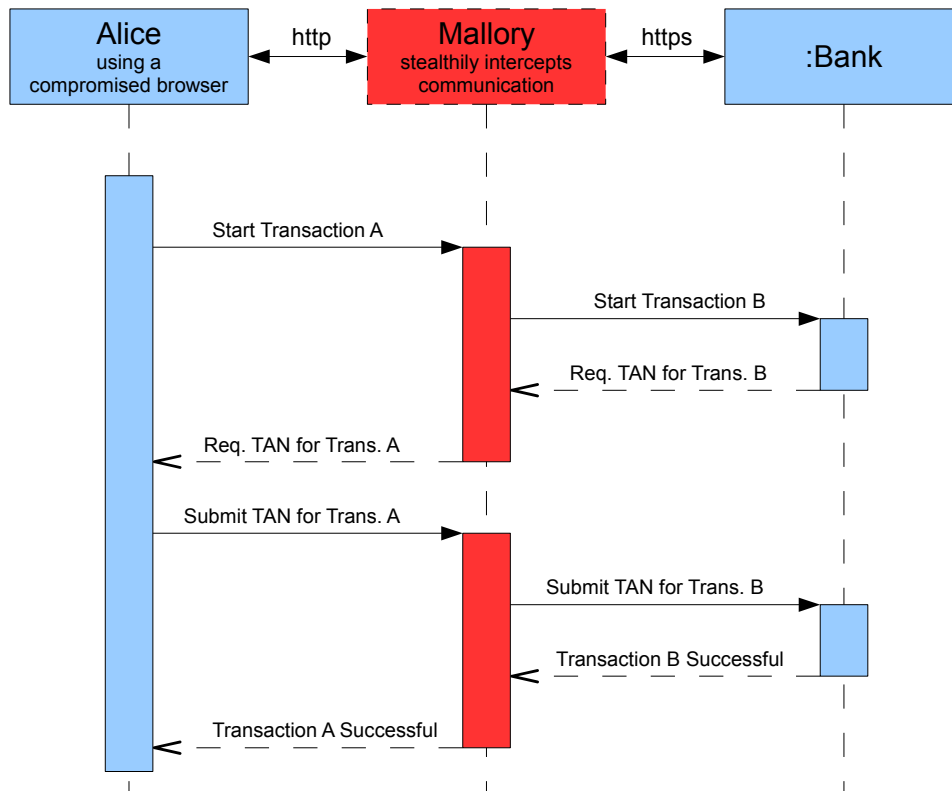 Alice
using a
compromised browser
http
Mallory
stealthily intercepts
communication
https
:Bank
Start Transaction A
Start Transaction B
Req. TAN for Trans. B
Req. TAN for Trans. A
Submit TAN for Trans. A
Submit TAN for Trans. B
Transaction B Successful
Transaction A Successful